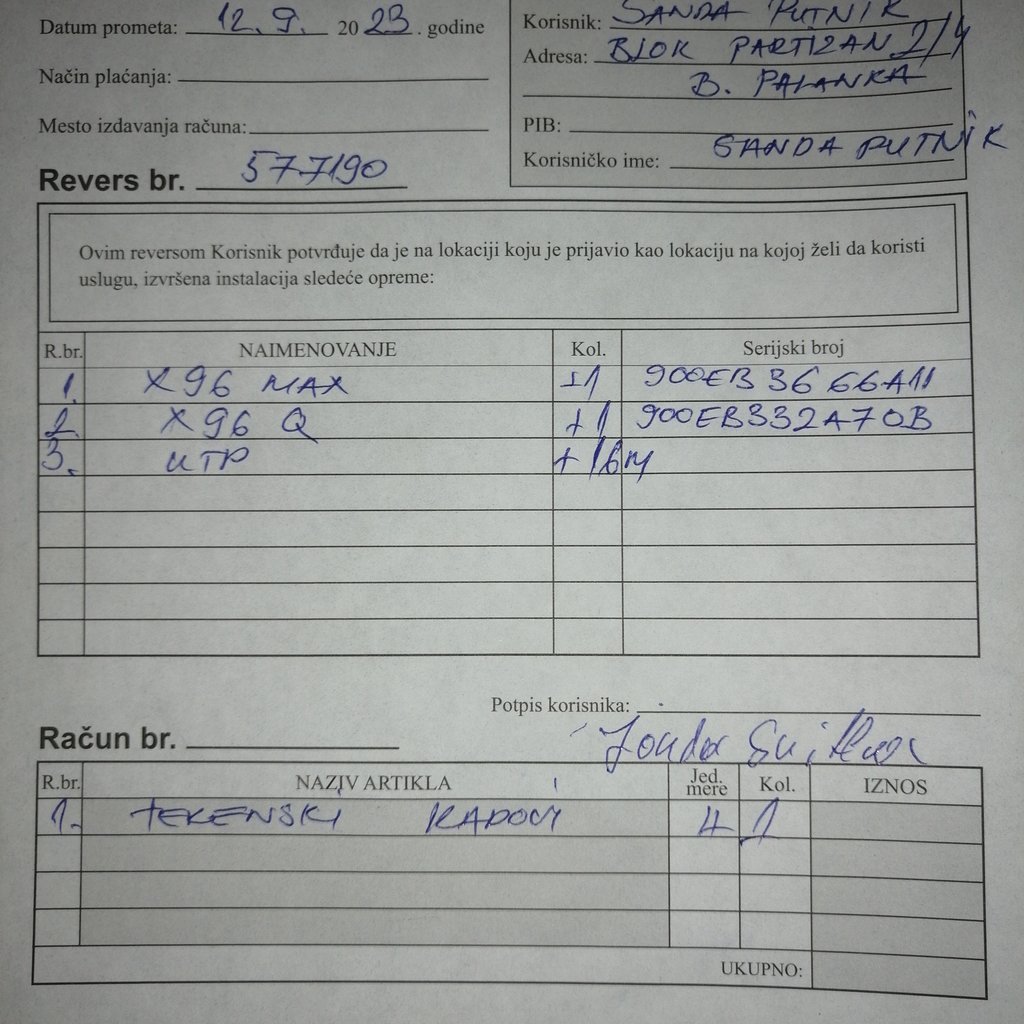 Datum prometa: 12. 9. 2023. godine
Način plaćanja:
Mesto izdavanja računa:
Revers br. 577190
Korisnik: SANDA PUTNIK
Adresa: BLOK PARTIZAN 2/4
B. PALANKA
PIB:
Korisničko ime: SANDA PUTNIK
Ovim reversom Korisnik potvrđuje da je na lokaciji koju je prijavio kao lokaciju na kojoj želi da koristi
uslugu, izvršena instalacija sledeće opreme:
R.br. NAIMENOVANJE Kol. Serijski broj
1. X96 MAX +1 900EB3666A11
2. X96 Q +1 900EB332A70B
3. UTP +16m
Potpis korisnika:
Račun br.
R.br. NAZIV ARTIKLA Jed. mere Kol. IZNOS
1. TEKENSKI RADOVI 4 1
UKUPNO: